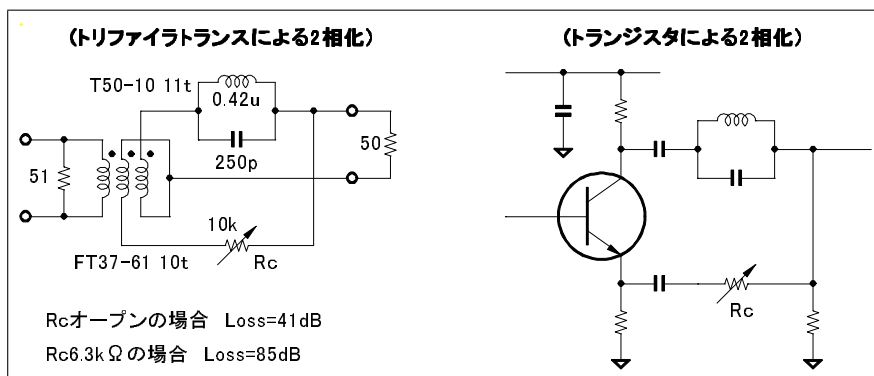 (トリファイラトランスによる2相化)
T50-10 11t
0.42u
250p
51
50
10k
Rc
FT37-61 10t
Rcオープンの場合 Loss=41dB
Rc6.3kΩの場合 Loss=85dB
(トランジスタによる2相化)
Rc